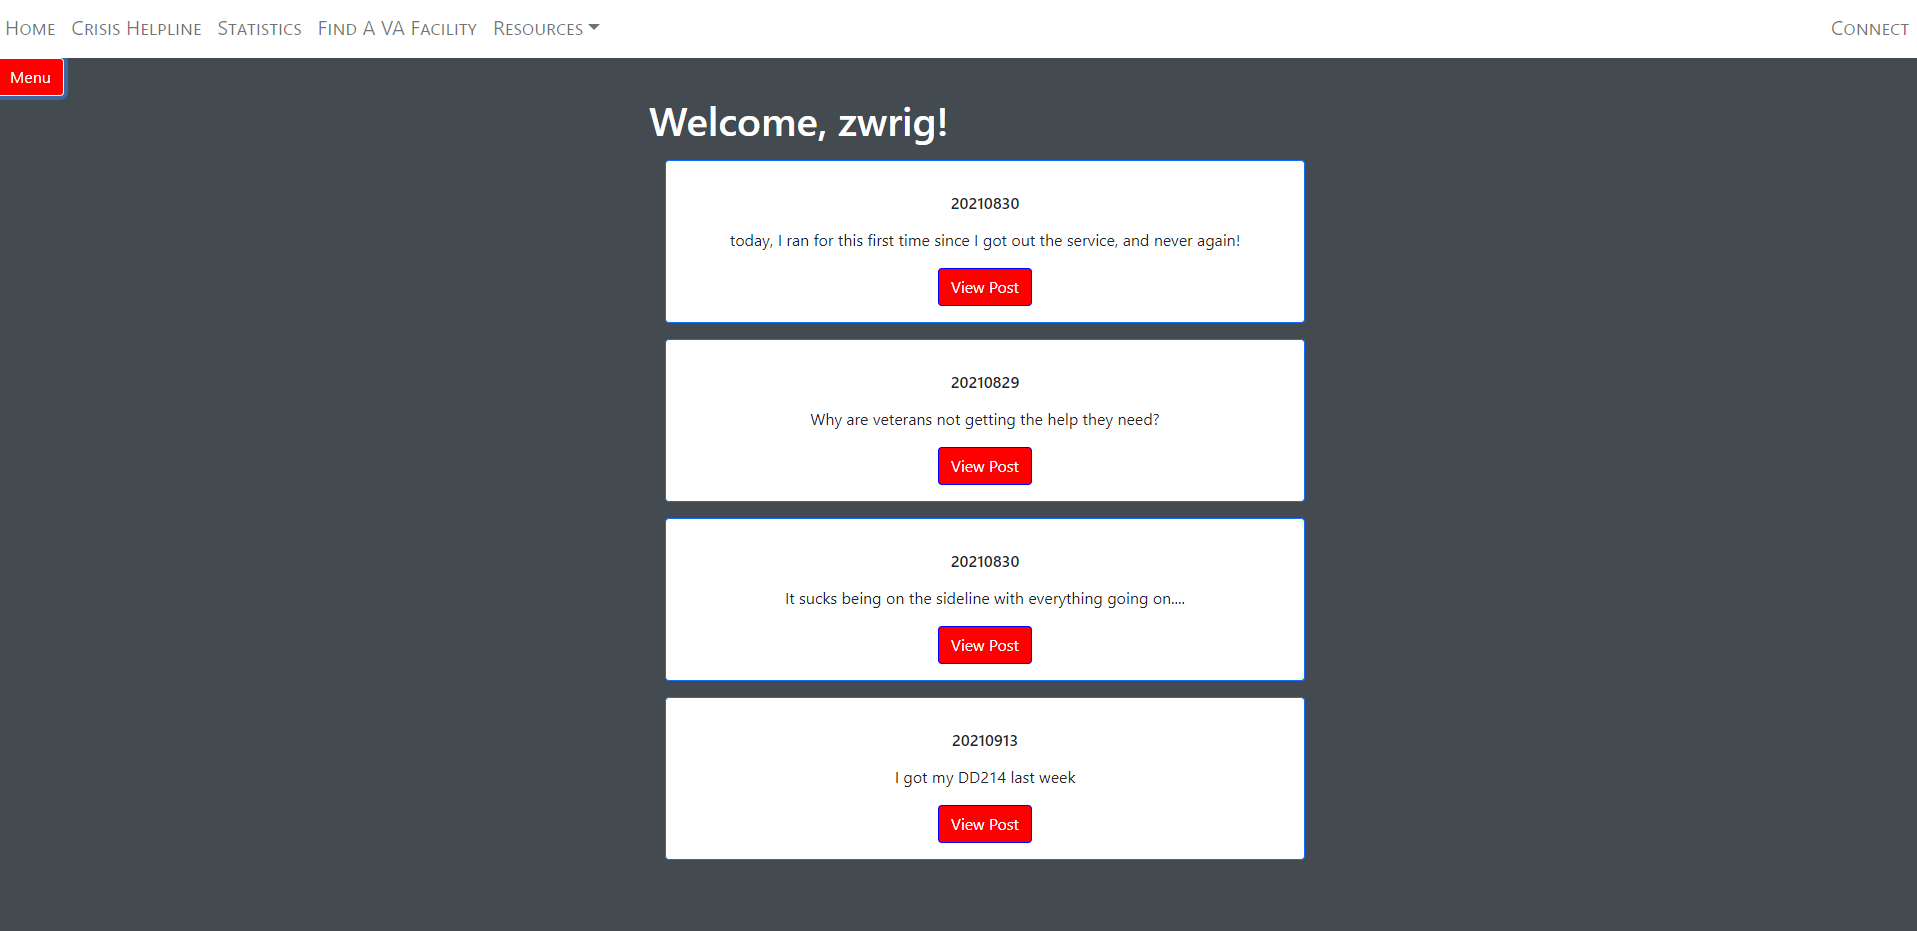 Home Crisis Helpline Statistics Find A VA Facility Resources Connect
Menu
Welcome, zwrig!
20210830
today, I ran for this first time since I got out the service, and never again!
View Post
20210829
Why are veterans not getting the help they need?
View Post
20210830
It sucks being on the sideline with everything going on....
View Post
20210913
I got my DD214 last week
View Post